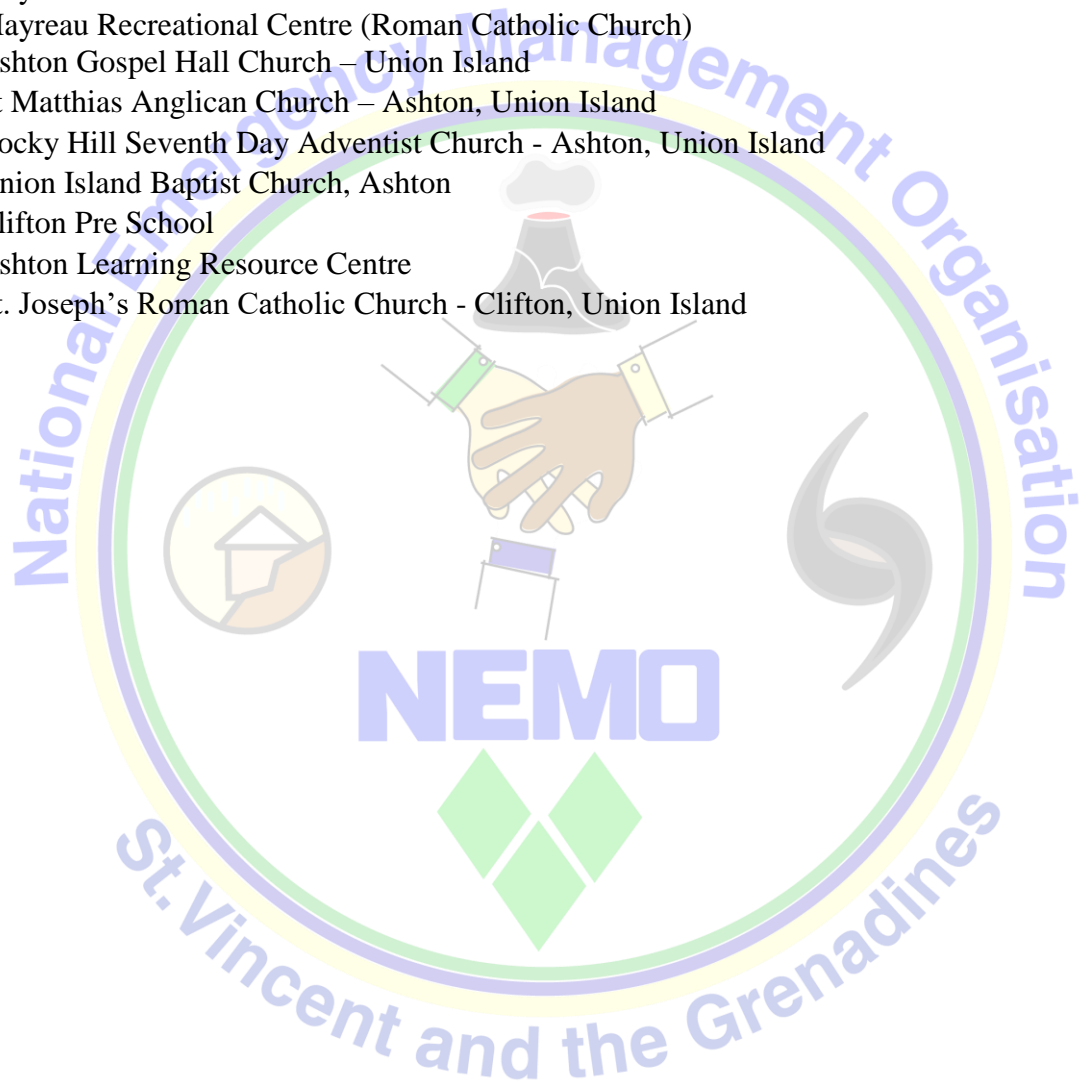 ayreau Recreational Centre (Roman Catholic Church)
shton Gospel Hall Church – Union Island
t Matthias Anglican Church – Ashton, Union Island
ocky Hill Seventh Day Adventist Church - Ashton, Union Island
nion Island Baptist Church, Ashton
lifton Pre School
shton Learning Resource Centre
t. Joseph’s Roman Catholic Church - Clifton, Union Island
National Emergency Management Organisation
NEMO
St.Vincent and the Grenadines